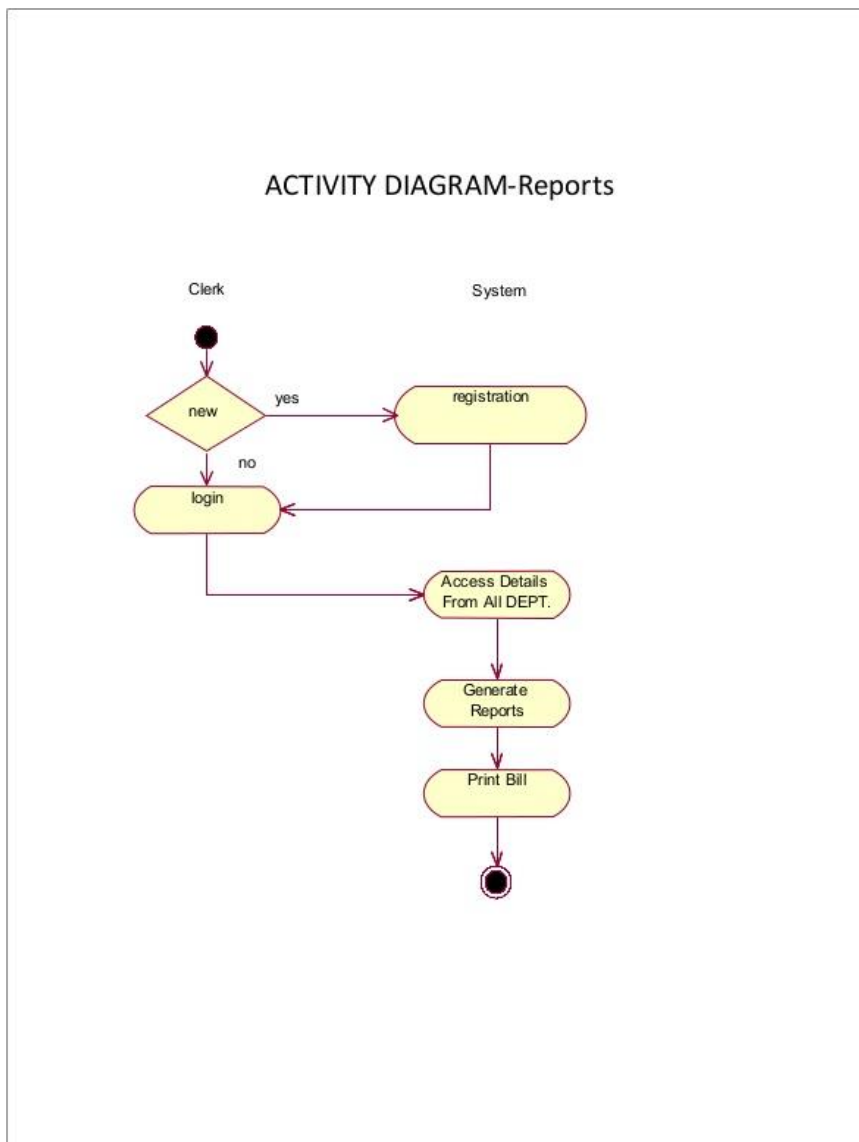 ACTIVITY DIAGRAM-Reports
Clerk
System
new
yes
registration
no
login
Access Details
From All DEPT.
Generate
Reports
Print Bill